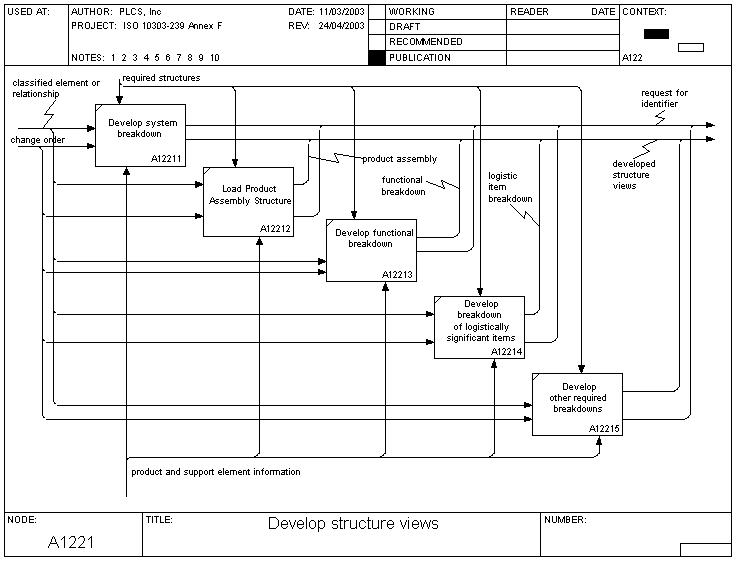 USED AT:
AUTHOR: PLCS, Inc
DATE: 11/03/2003
PROJECT: ISO 10303-239 Annex F
REV: 24/04/2003
NOTES: 1 2 3 4 5 6 7 8 9 10
WORKING
DRAFT
RECOMMENDED
PUBLICATION
READER
DATE
CONTEXT:
A122
classified element or
relationship
required structures
change order
Develop system
breakdown
A12211
request for
identifier
developed
structure
views
product assembly
Load Product
Assembly Structure
A12212
functional
breakdown
logistic
item
breakdown
Develop functional
breakdown
A12213
Develop
breakdown
of logistically
significant items
A12214
Develop
other required
breakdowns
A12215
product and support element information
NODE:
A1221
TITLE:
Develop structure views
NUMBER: